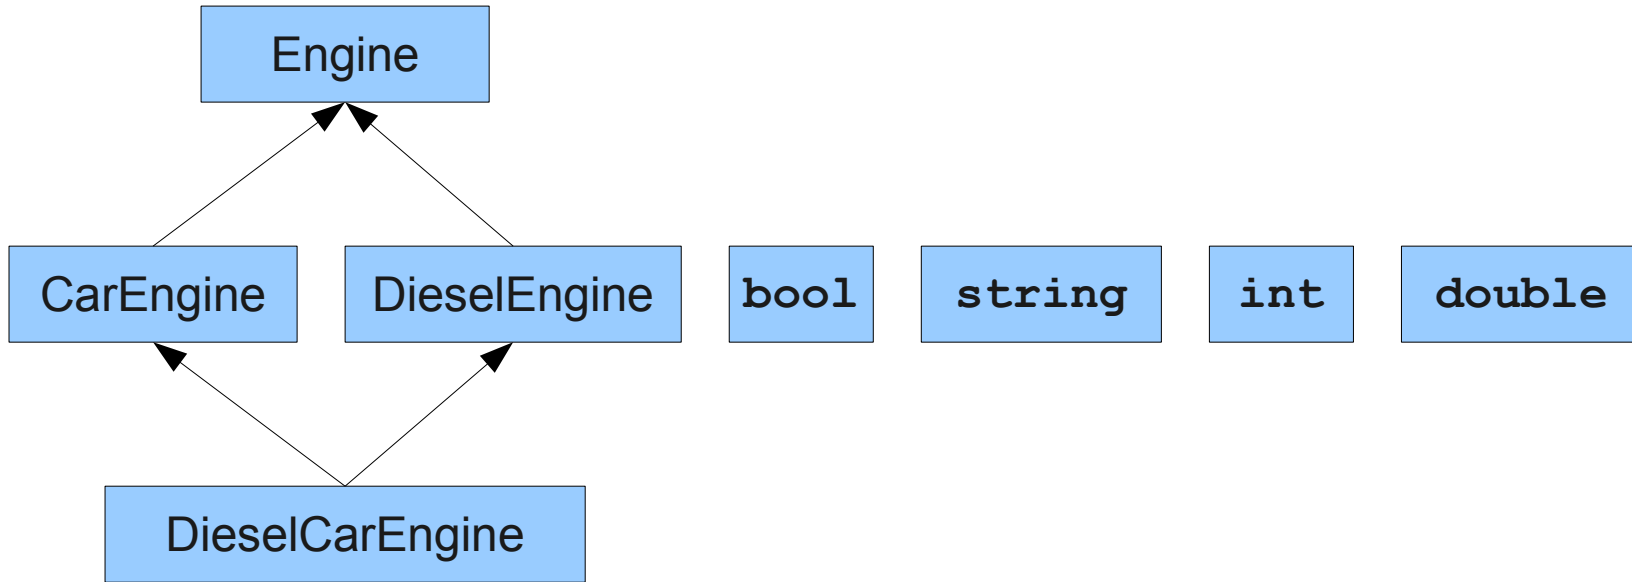 Engine
CarEngine
DieselEngine
bool
string
int
double
DieselCarEngine